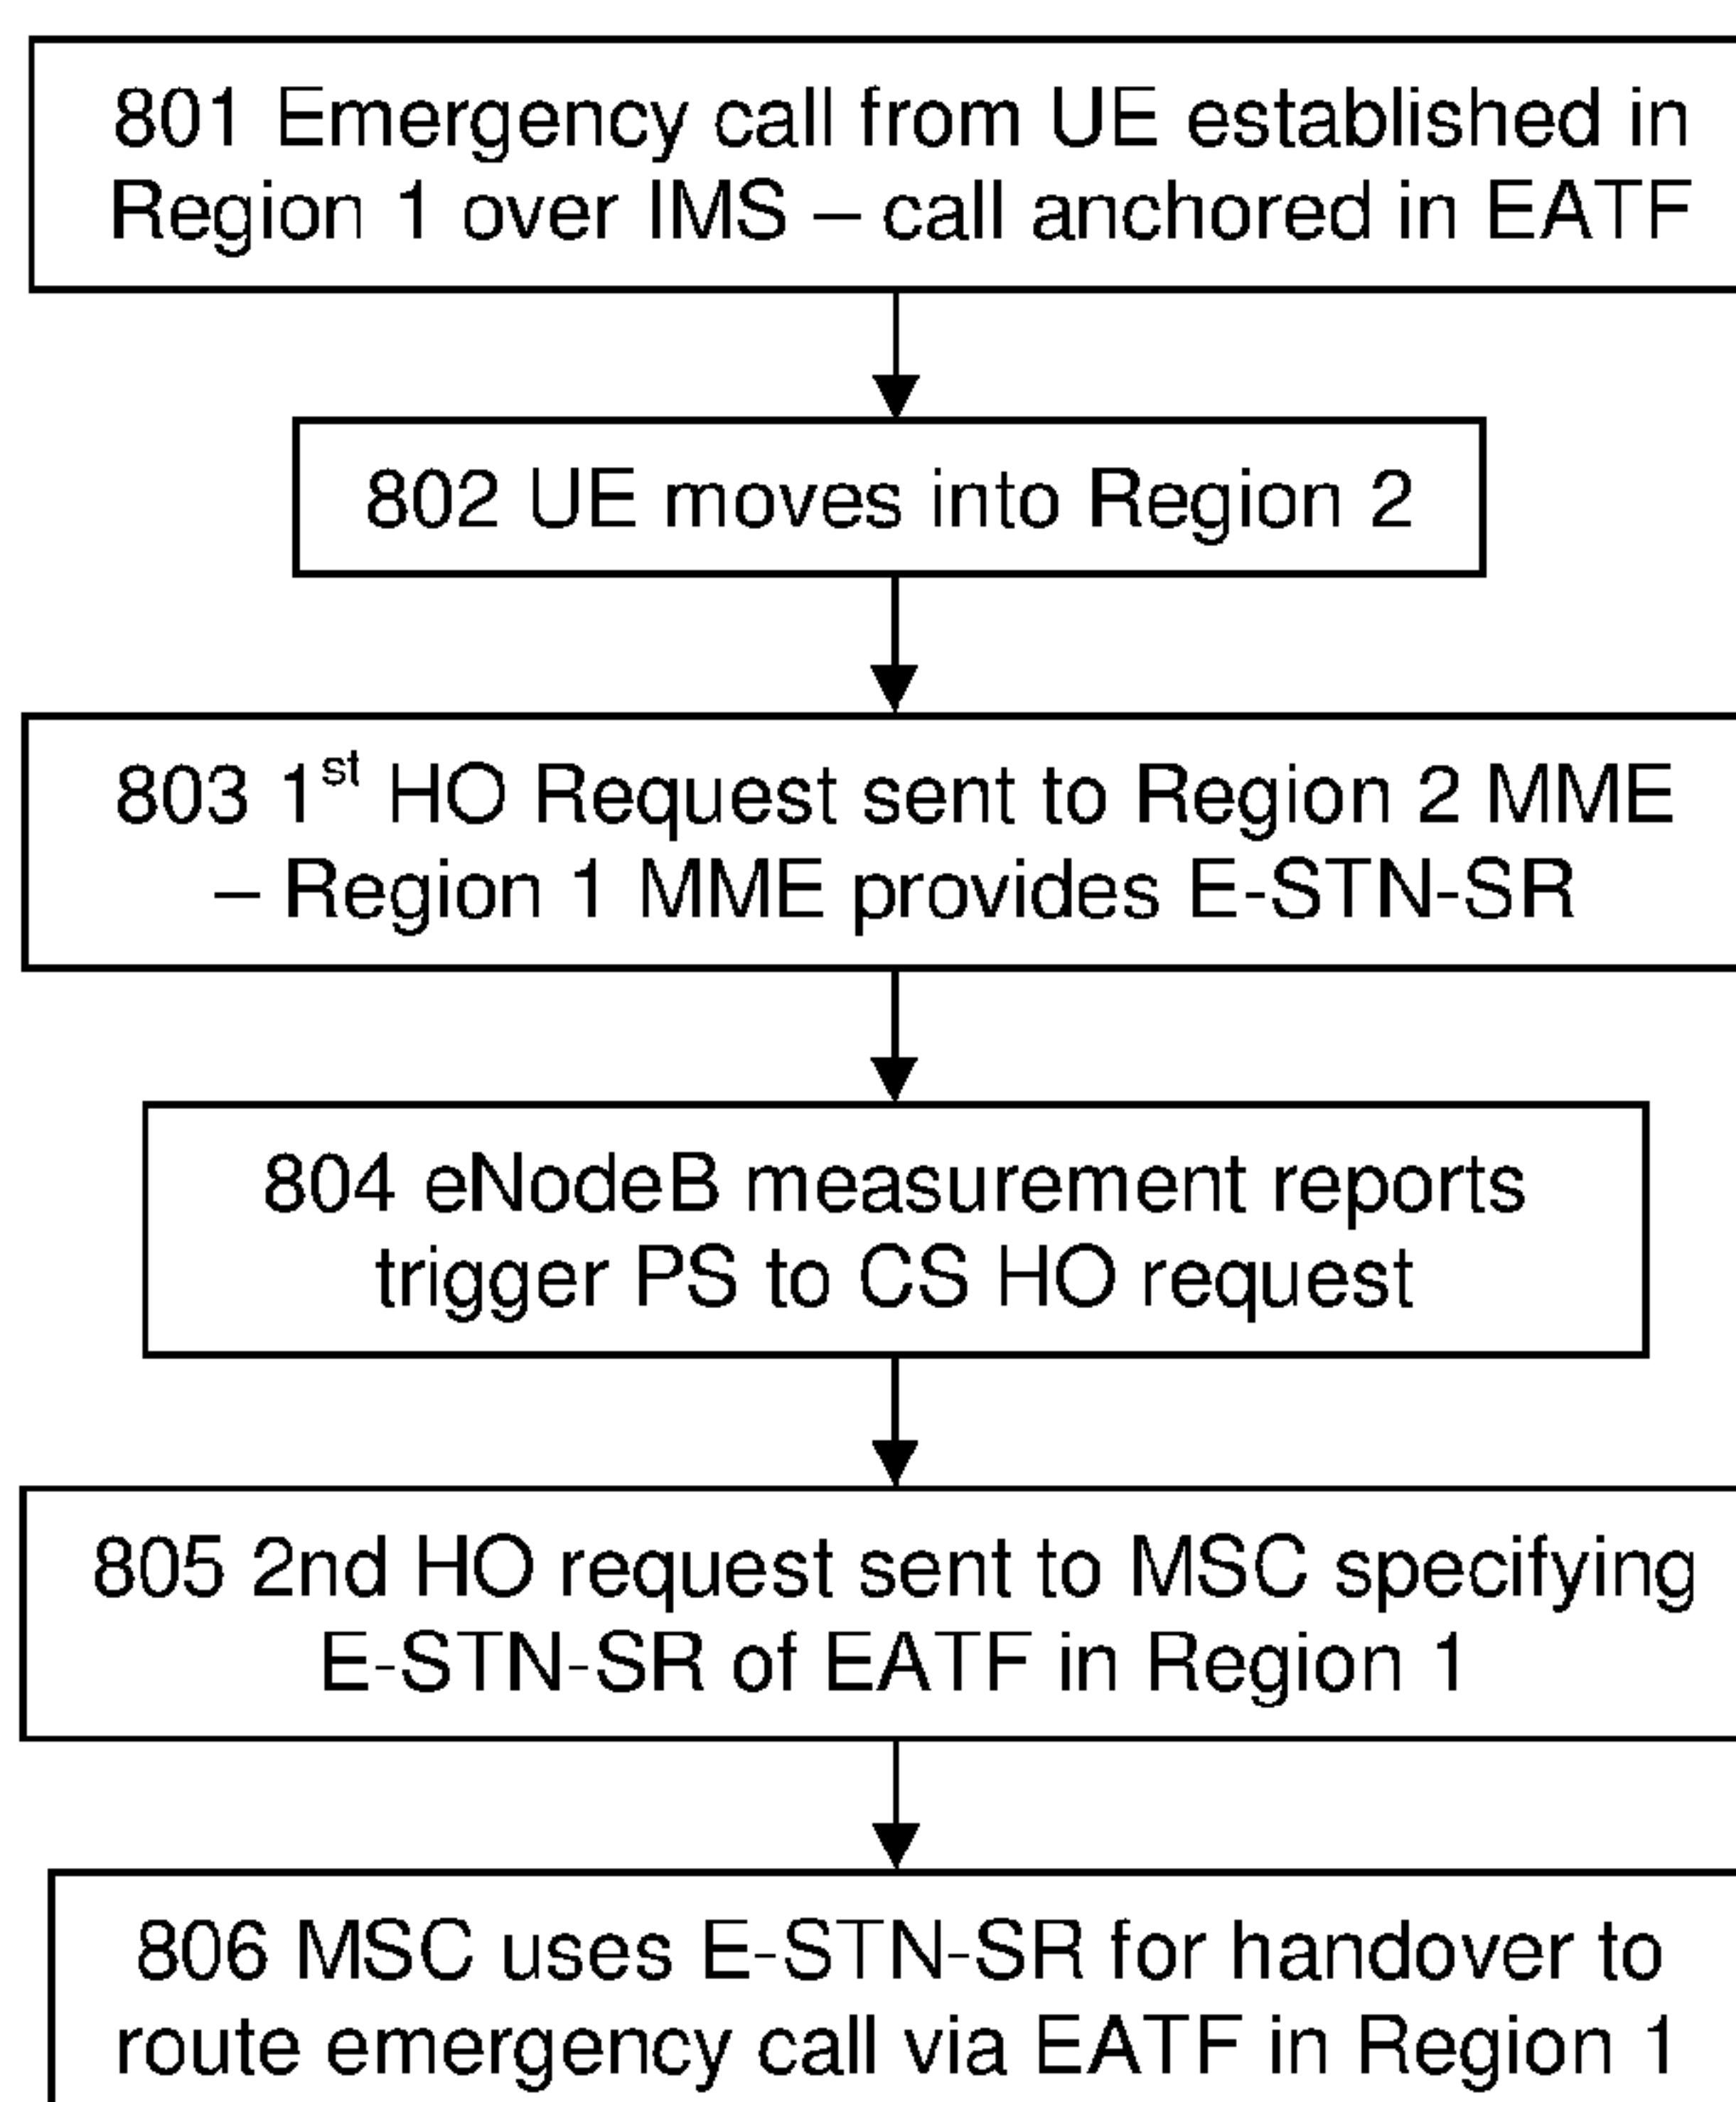 801 Emergency call from UE established in
Region 1 over IMS – call anchored in EATF
802 UE moves into Region 2
803 1st HO Request sent to Region 2 MME
– Region 1 MME provides E-STN-SR
804 eNodeB measurement reports
trigger PS to CS HO request
805 2nd HO request sent to MSC specifying
E-STN-SR of EATF in Region 1
806 MSC uses E-STN-SR for handover to
route emergency call via EATF in Region 1